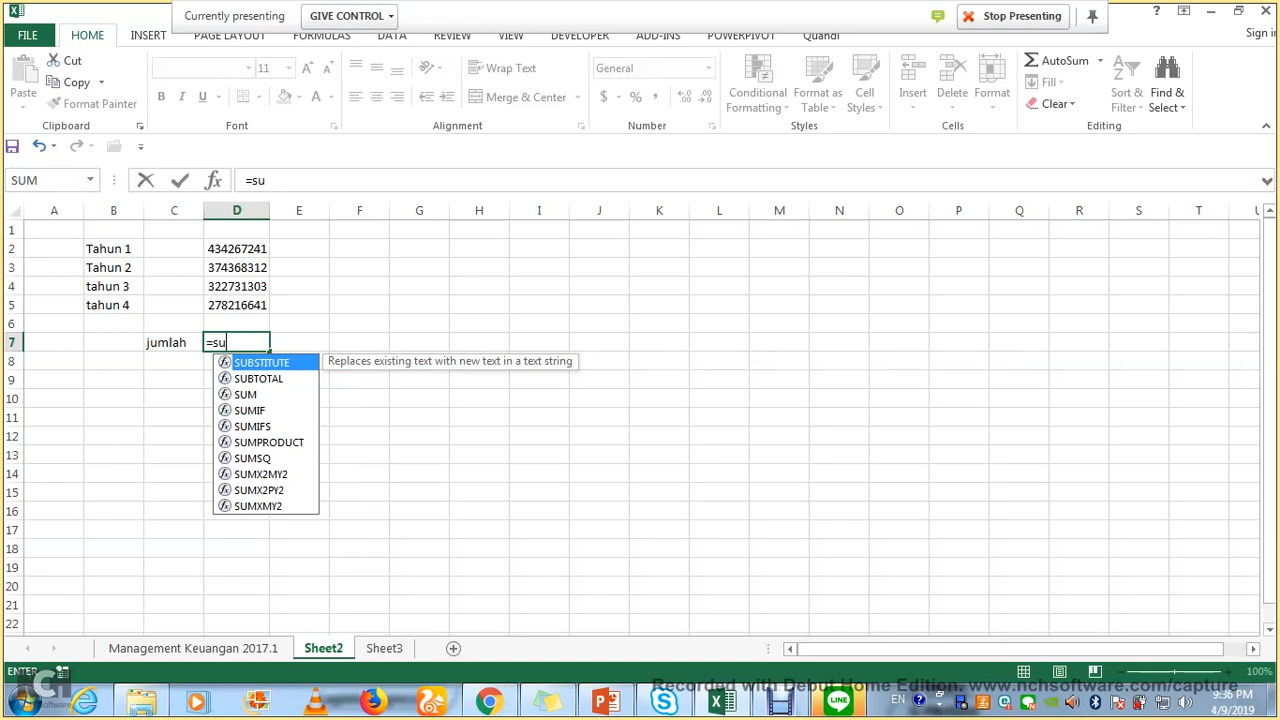 Currently presenting GIVE CONTROL Stop Presenting
FILE HOME INSERT PAGE LAYOUT FORMULAS DATA REVIEW VIEW DEVELOPER ADD-INS POWERPIVOT Quandl Sign in
Cut
Copy
Format Painter
Paste
Clipboard
11 A A
B I U A
Font
Wrap Text
Merge & Center
Alignment
General
$ % ,
Number
Conditional Formatting
Format as Table
Cell Styles
Styles
Insert Delete Format
Cells
AutoSum
Fill
Clear
Sort & Filter
Find & Select
Editing
SUM fx =su
A B C D E F G H I J K L M N O P Q R S T U
1
2 Tahun 1 434267241
3 Tahun 2 374368312
4 tahun 3 322731303
5 tahun 4 278216641
6
7 jumlah =su
8 SUBSTITUTE Replaces existing text with new text in a text string
9 SUBTOTAL
10 SUM
11 SUMIF
12 SUMIFS
SUMPRODUCT
13 SUMSQ
14 SUMX2MY2
15 SUMX2PY2
16 SUMXMY2
17
18
19
20
21
22
Management Keuangan 2017.1 Sheet2 Sheet3
ENTER 100%
Recorded with Debut Home Edition. www.nchsoftware.com/capture
NCH Software
EN 9:36 PM
4/9/2019